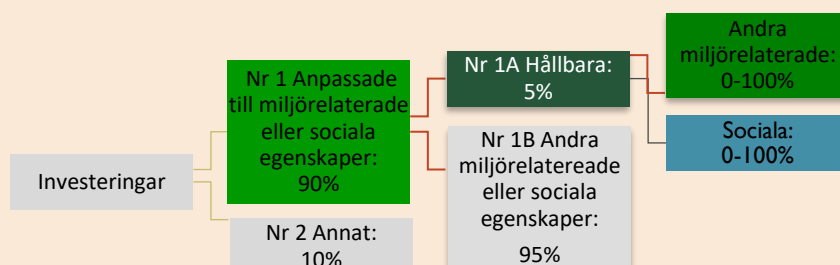 Investeringar
Nr 1 Anpassade
till miljörelaterade
eller sociala
egenskaper:
90%
Nr 2 Annat:
10%
Nr 1A Hållbara:
5%
Nr 1B Andra
miljörelatereade
eller sociala
egenskaper:
95%
Andra
miljörelaterade:
0-100%
Sociala:
0-100%